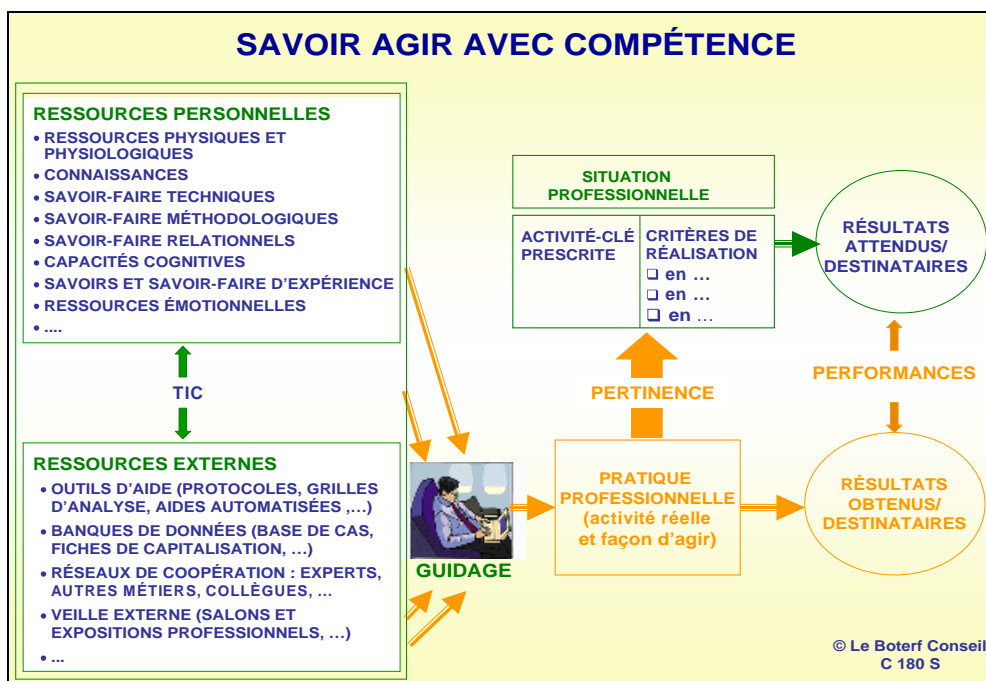 SAVOIR AGIR AVEC COMPÉTENCE
RESSOURCES PERSONNELLES
• RESSOURCES PHYSIQUES ET
PHYSIOLOGIQUES
• CONNAISSANCES
• SAVOIR-FAIRE TECHNIQUES
• SAVOIR-FAIRE MÉTHODOLOGIQUES
• SAVOIR-FAIRE RELATIONNELS
• CAPACITÉS COGNITIVES
• SAVOIRS ET SAVOIR-FAIRE D'EXPÉRIENCE
• RESSOURCES ÉMOTIONNELLES
• ....
TIC
RESSOURCES EXTERNES
• OUTILS D'AIDE (PROTOCOLES, GRILLES
D'ANALYSE, AIDES AUTOMATISÉES ,...)
• BANQUES DE DONNÉES (BASE DE CAS,
FICHES DE CAPITALISATION, ...)
• RÉSEAUX DE COOPÉRATION : EXPERTS,
AUTRES MÉTIERS, COLLÈGUES, ...
• VEILLE EXTERNE (SALONS ET
EXPOSITIONS PROFESSIONNELS, ...)
• ...
GUIDAGE
SITUATION
PROFESSIONNELLE
ACTIVITÉ-CLÉ
PRESCRITE
CRITÈRES DE
RÉALISATION
❑ en ...
❑ en ...
❑ en ...
PERTINENCE
PRATIQUE
PROFESSIONNELLE
(activité réelle
et façon d'agir)
RÉSULTATS
ATTENDUS/
DESTINATAIRES
PERFORMANCES
RÉSULTATS
OBTENUS/
DESTINATAIRES
© Le Boterf Conseil
C 180 S